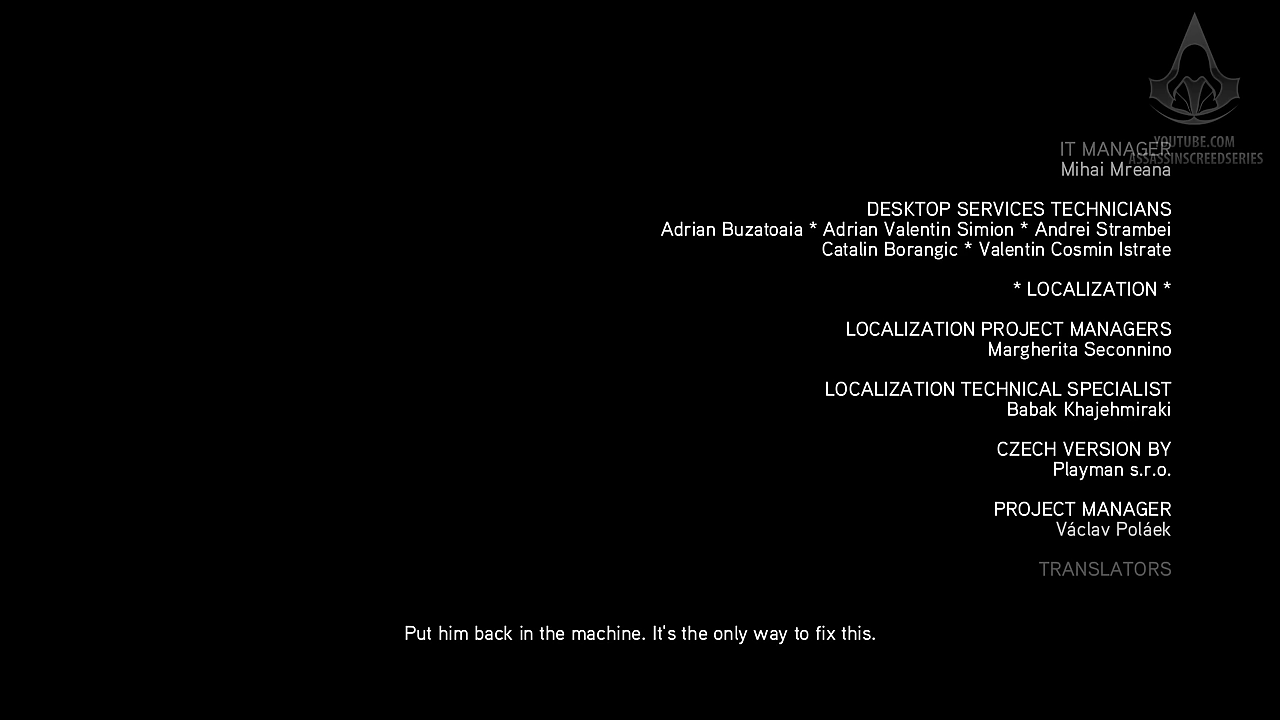 YOUTUBE.COM
ASSASSINSCREEDSERIES
IT MANAGER
Mihai Mreana
DESKTOP SERVICES TECHNICIANS
Adrian Buzatoaia * Adrian Valentin Simion * Andrei Strambei
Catalin Borangic * Valentin Cosmin Istrate
* LOCALIZATION *
LOCALIZATION PROJECT MANAGERS
Margherita Seconnino
LOCALIZATION TECHNICAL SPECIALIST
Babak Khajehmiraki
CZECH VERSION BY
Playman s.r.o.
PROJECT MANAGER
Václav Poláek
TRANSLATORS
Put him back in the machine. It's the only way to fix this.